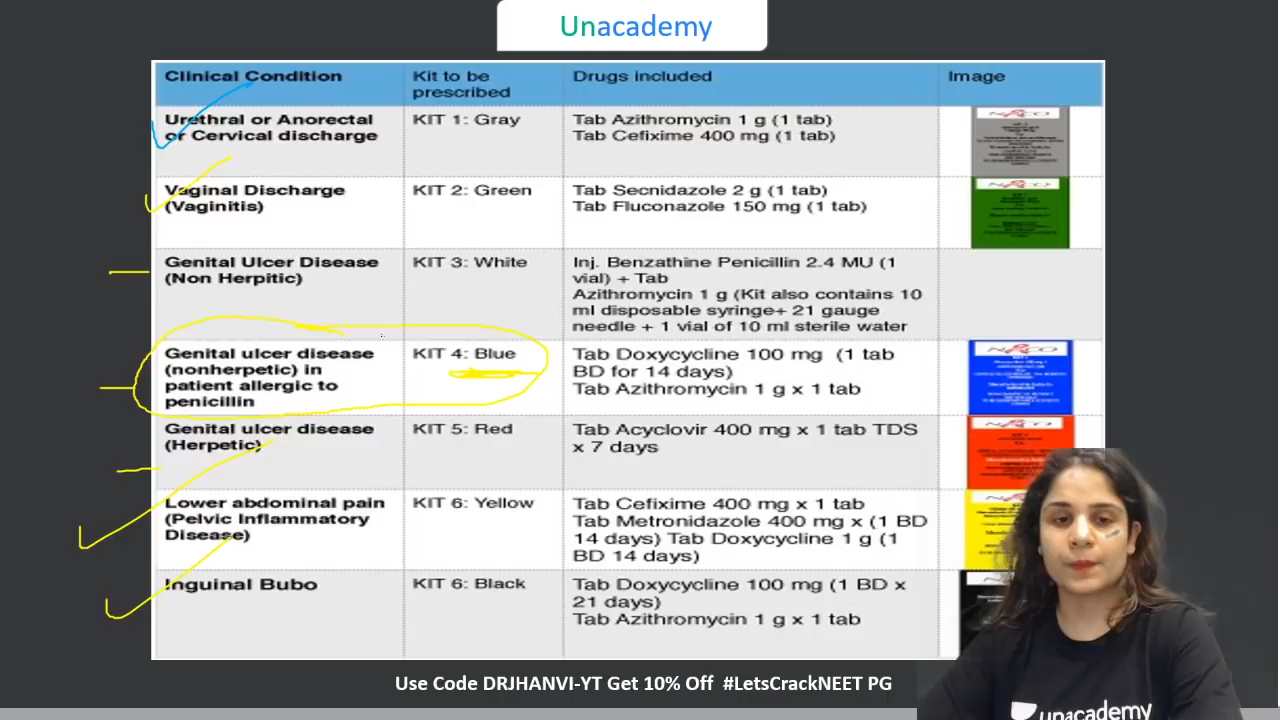 Unacademy
Clinical Condition
Kit to be
prescribed
Drugs included
Image
Urethral or Anorectal
or Cervical discharge
KIT 1: Gray
Tab Azithromycin 1 g (1 tab)
Tab Cefixime 400 mg (1 tab)
Vaginal Discharge
(Vaginitis)
KIT 2: Green
Tab Secnidazole 2 g (1 tab)
Tab Fluconazole 150 mg (1 tab)
Genital Ulcer Disease
(Non Herpitic)
KIT 3: White
Inj. Benzathine Penicillin 2.4 MU (1
vial) + Tab
Azithromycin 1 g (Kit also contains 10
ml disposable syringe+ 21 gauge
needle + 1 vial of 10 ml sterile water
Genital ulcer disease
(nonherpetic) in
patient allergic to
penicillin
KIT 4: Blue
Tab Doxycycline 100 mg (1 tab
BD for 14 days)
Tab Azithromycin 1 g x 1 tab
Genital ulcer disease
(Herpetic)
KIT 5: Red
Tab Acyclovir 400 mg x 1 tab TDS
x 7 days
Lower abdominal pain
(Pelvic Inflammatory
Disease)
KIT 6: Yellow
Tab Cefixime 400 mg x 1 tab
Tab Metronidazole 400 mg x (1 BD
14 days) Tab Doxycycline 1 g (1
BD 14 days)
Inguinal Bubo
KIT 6: Black
Tab Doxycycline 100 mg (1 BD x
21 days)
Tab Azithromycin 1 g x 1 tab
Use Code DRJHANVI-YT Get 10% Off #LetsCrackNEET PG
unacademy